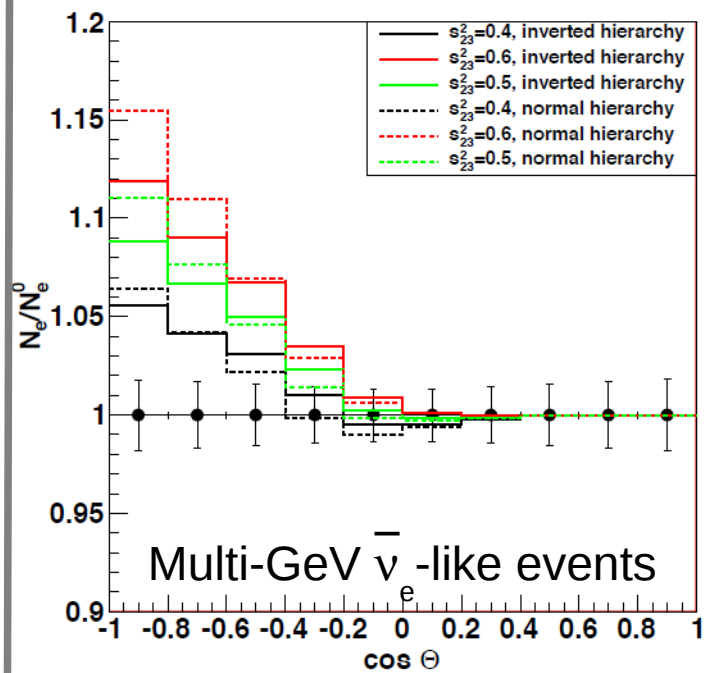 1.2
1.15
1.1
1.05
1
0.95
0.9
N_e/N_e^0
s²₂₃=0.4, inverted hierarchy
s²₂₃=0.6, inverted hierarchy
s²₂₃=0.5, inverted hierarchy
s²₂₃=0.4, normal hierarchy
s²₂₃=0.6, normal hierarchy
s²₂₃=0.5, normal hierarchy
Multi-GeV ν̅ₑ-like events
-1 -0.8 -0.6 -0.4 -0.2 0 0.2 0.4 0.6 0.8 1
cos Θ